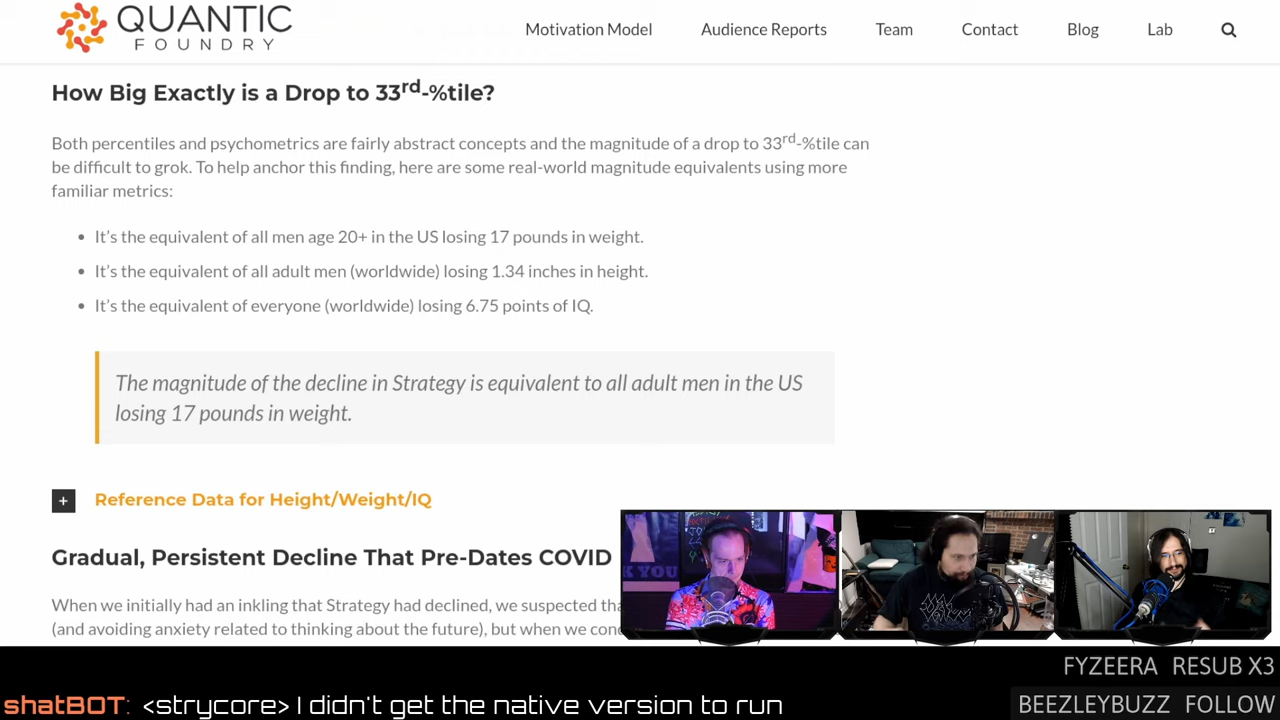 QUANTIC
FOUNDRY
Motivation Model Audience Reports Team Contact Blog Lab
How Big Exactly is a Drop to 33rd-%tile?
Both percentiles and psychometrics are fairly abstract concepts and the magnitude of a drop to 33rd-%tile can
be difficult to grok. To help anchor this finding, here are some real-world magnitude equivalents using more
familiar metrics:
• It's the equivalent of all men age 20+ in the US losing 17 pounds in weight.
• It's the equivalent of all adult men (worldwide) losing 1.34 inches in height.
• It's the equivalent of everyone (worldwide) losing 6.75 points of IQ.
The magnitude of the decline in Strategy is equivalent to all adult men in the US
losing 17 pounds in weight.
+ Reference Data for Height/Weight/IQ
Gradual, Persistent Decline That Pre-Dates COVID
When we initially had an inkling that Strategy had declined, we suspected
(and avoiding anxiety related to thinking about the future), but when we
FYZEERA RESUB X3
shatBOT: <strycore> I didn't get the native version to run
BEEZLEYBUZZ FOLLOW